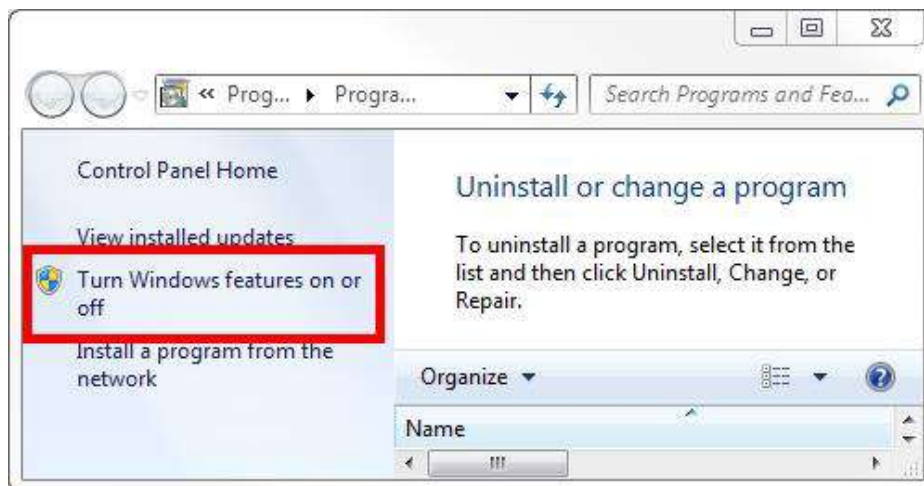 « Prog... Progra...
Search Programs and Fea...
Control Panel Home
View installed updates
Turn Windows features on or
off
Install a program from the
network
Uninstall or change a program
To uninstall a program, select it from the
list and then click Uninstall, Change, or
Repair.
Organize
Name